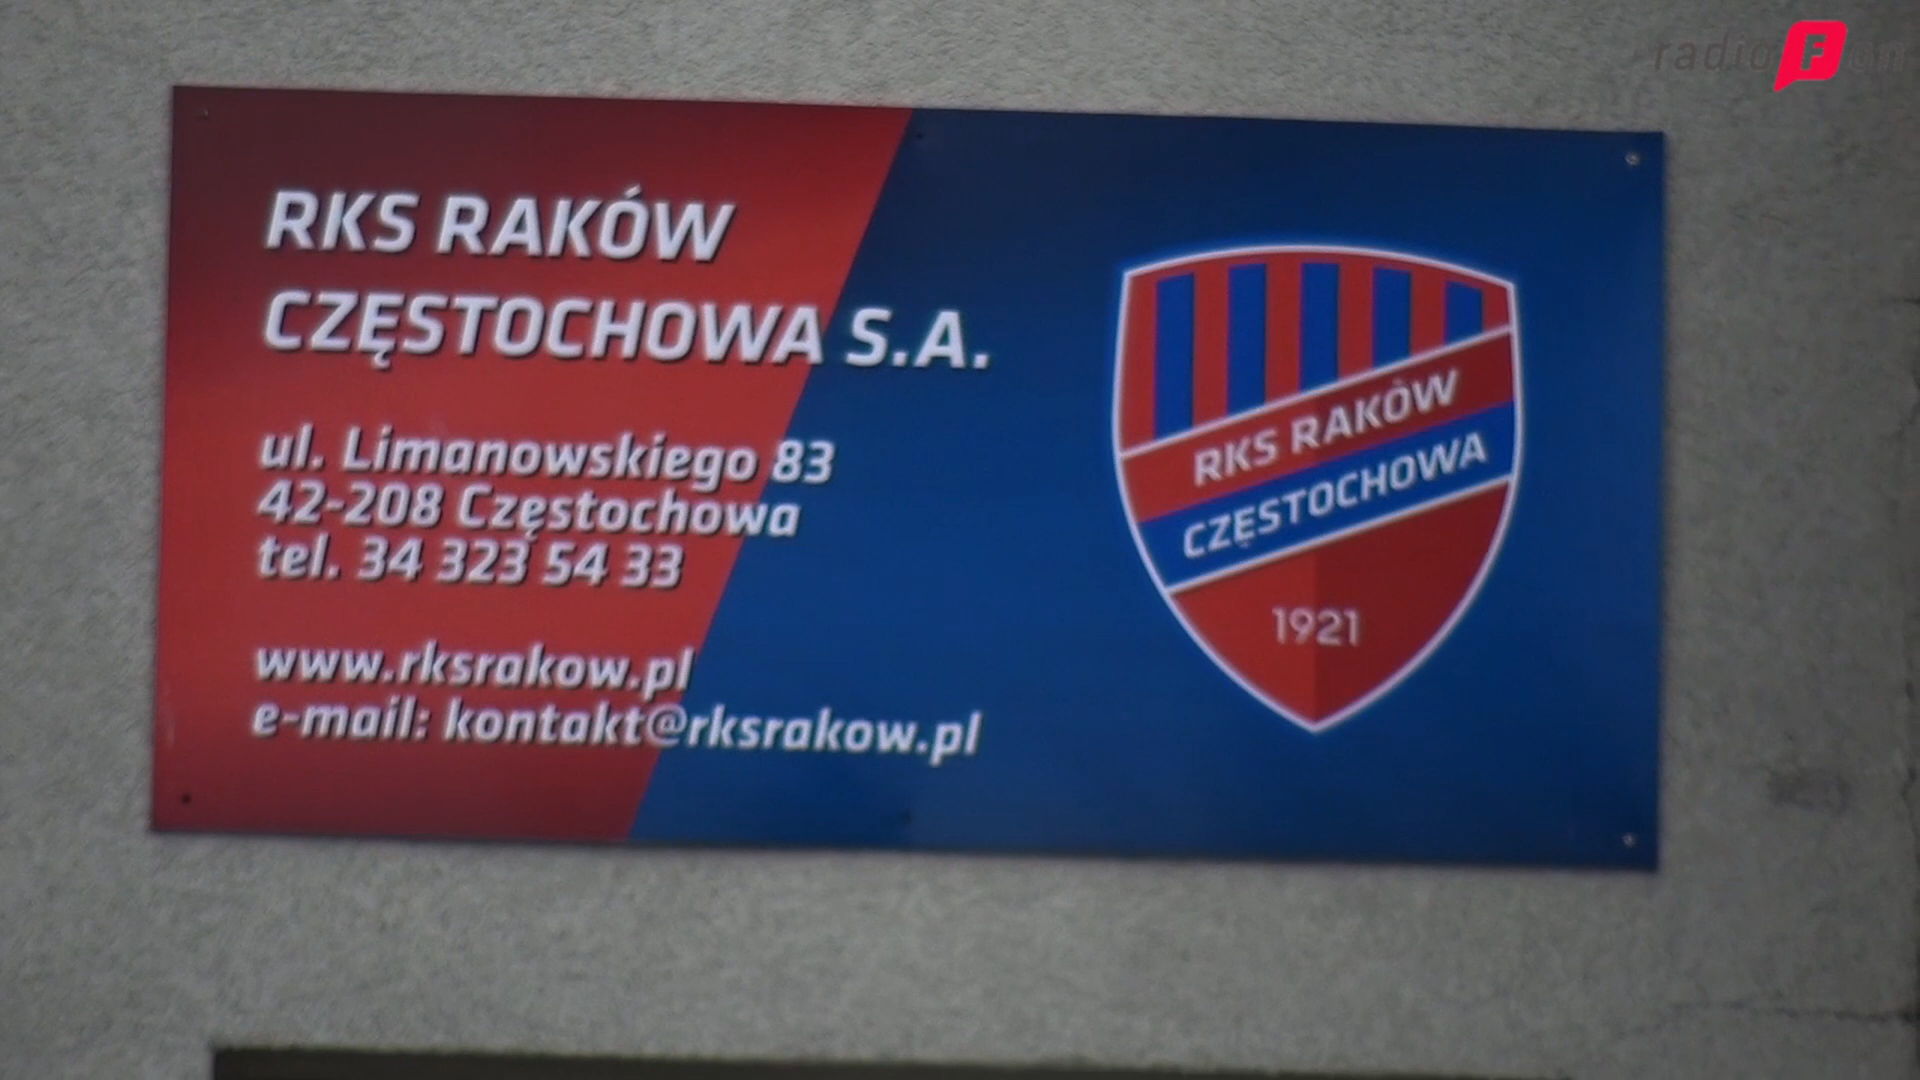 radio F
RKS RAKÓW
CZĘSTOCHOWA S.A.
ul. Limanowskiego 83
42-208 Częstochowa
tel. 34 323 54 33
www.rksrakow.pl
e-mail: kontakt@rksrakow.pl
RKS RAKÓW
CZĘSTOCHOWA
1921